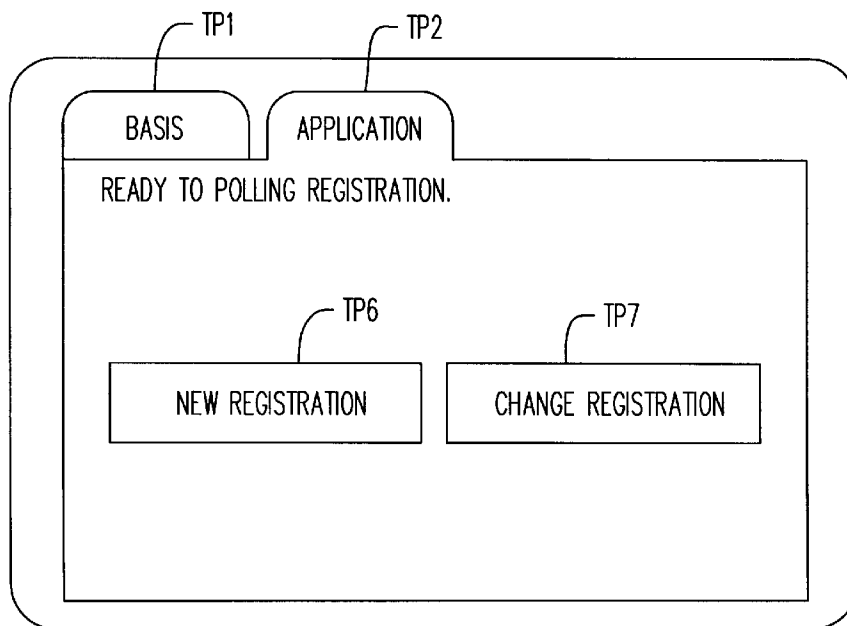 TP1 TP2
BASIS APPLICATION
READY TO POLLING REGISTRATION.
TP6 TP7
NEW REGISTRATION CHANGE REGISTRATION